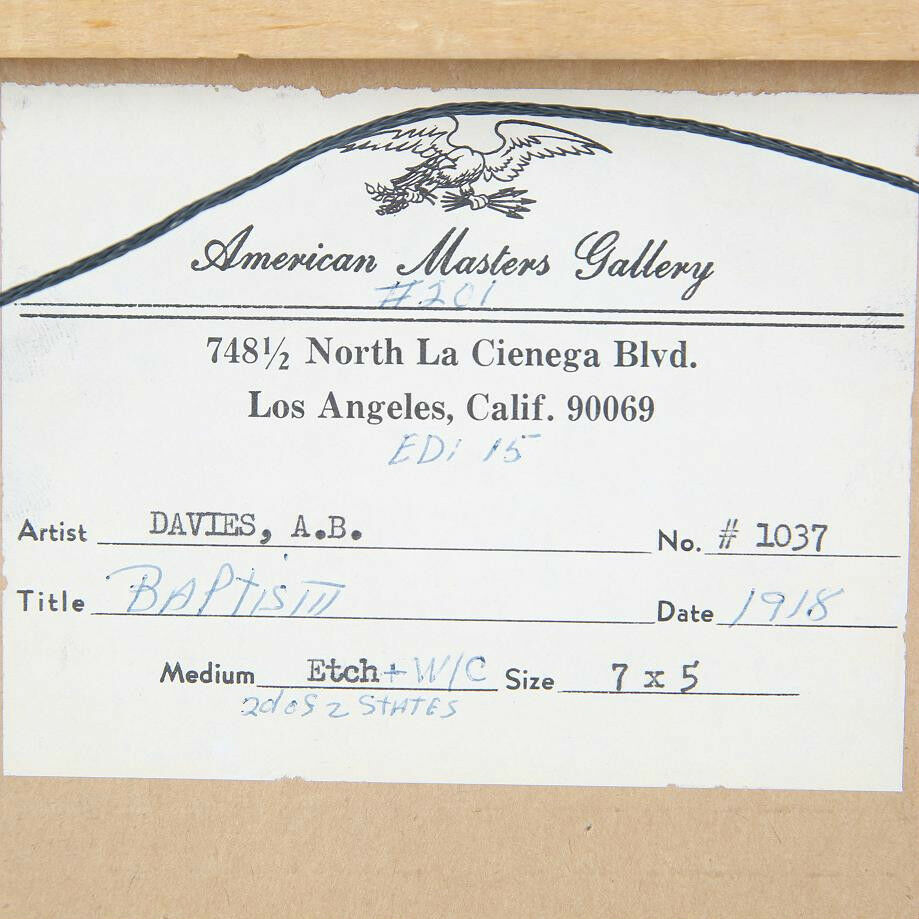 American Masters Gallery
#201
748½ North La Cienega Blvd.
Los Angeles, Calif. 90069
EDi 15
Artist DAVIES, A.B. No. # 1037
Title BAPTISM Date 1918
Medium Etch + W/C Size 7 x 5
2d of 2 STATES